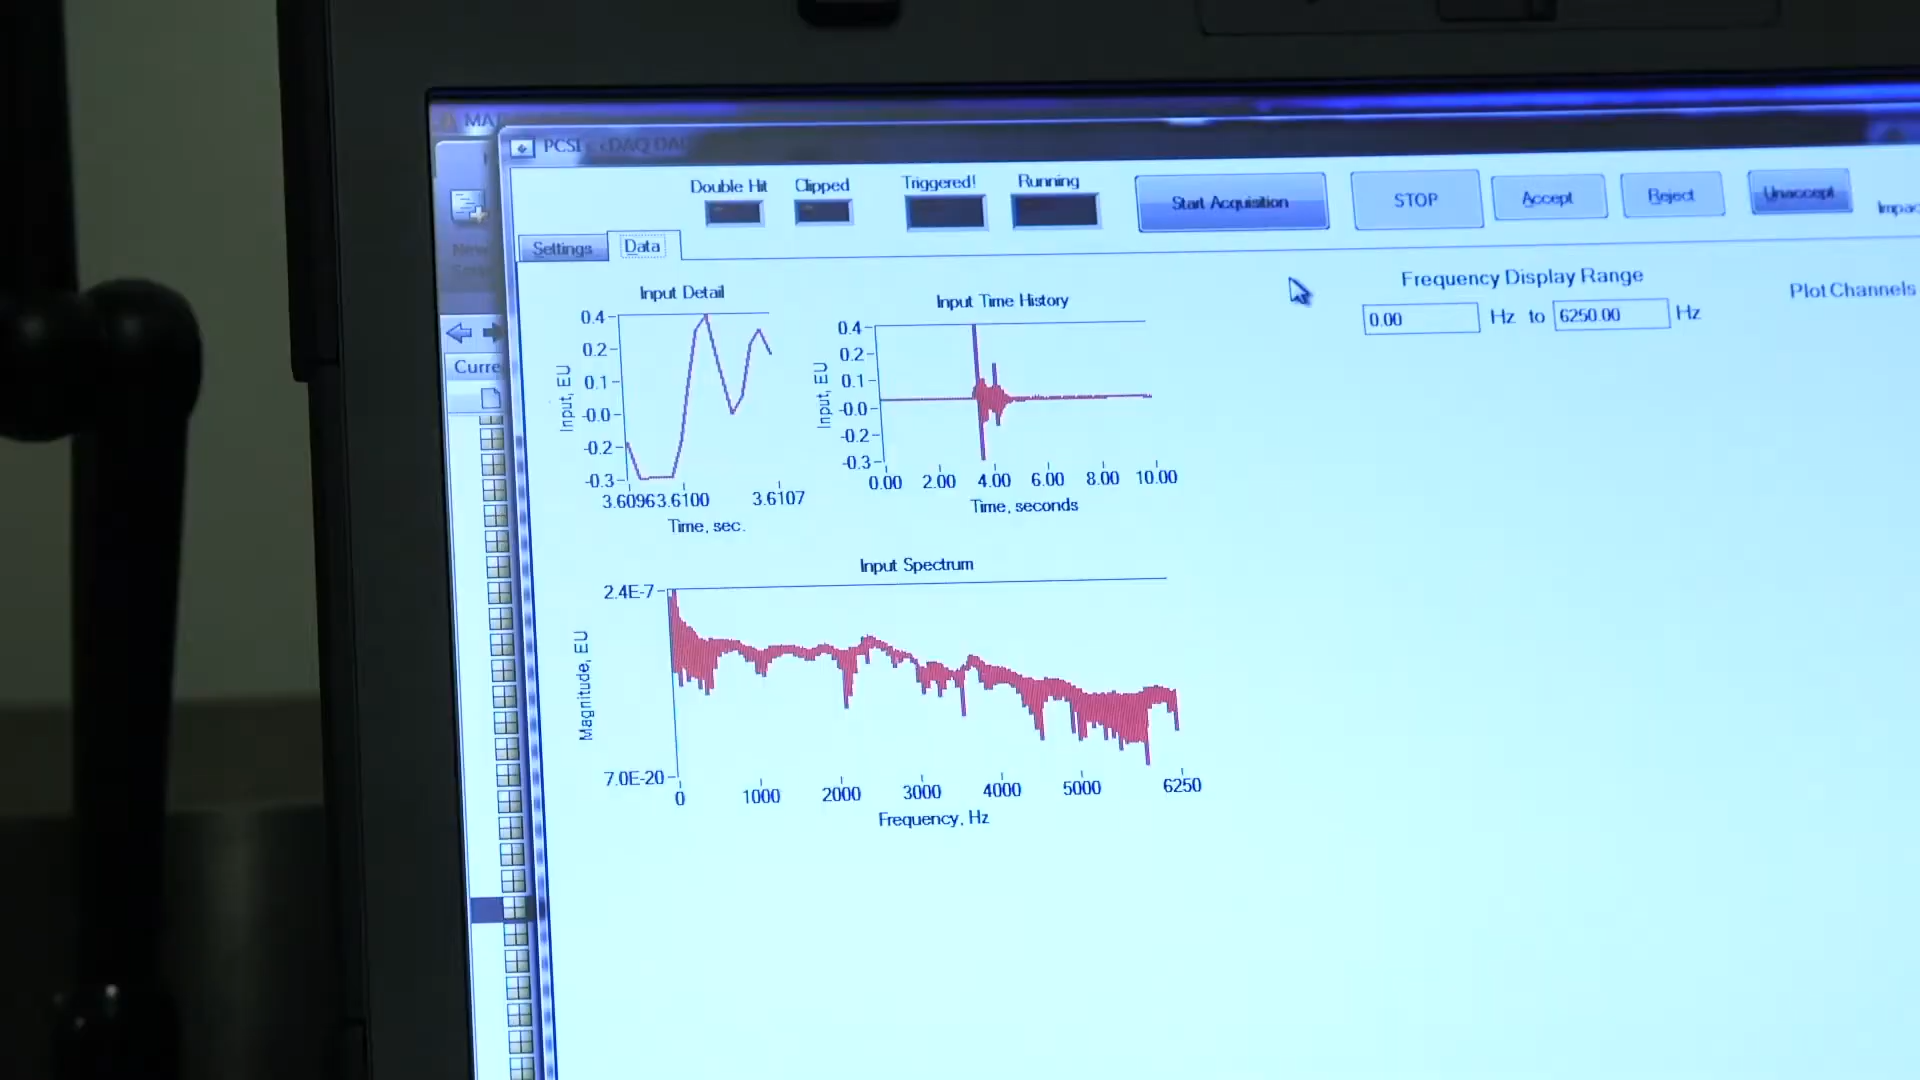 MA
PCSI cDAQ DA
Double Hit Clipped Triggered! Running
Start Acquisition STOP Accept Reject Unaccept
Impac
New
Settings Data
Frequency Display Range
0.00 Hz to 6250.00 Hz
Plot Channels
Curre
Input Detail
0.4
0.2
0.1
-0.0
-0.2
-0.3
Input, EU
3.6096 3.6100 3.6107
Time, sec.
Input Time History
0.4
0.2
0.1
-0.0
-0.2
-0.3
Input, EU
0.00 2.00 4.00 6.00 8.00 10.00
Time, seconds
Input Spectrum
2.4E-7
7.0E-20
Magnitude, EU
0 1000 2000 3000 4000 5000 6250
Frequency, Hz